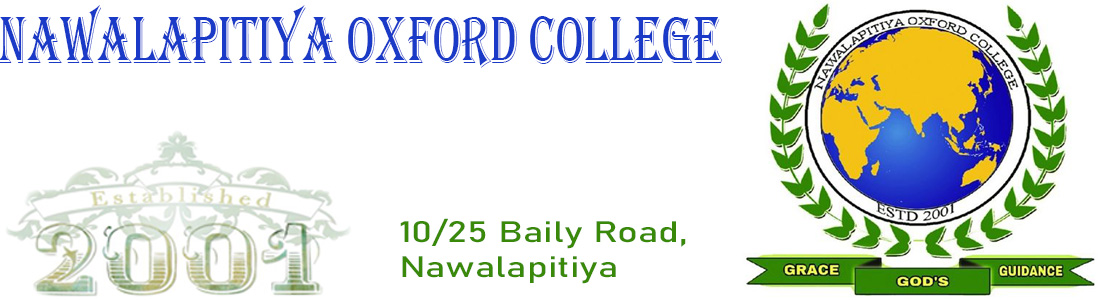 NAWALAPITIYA OXFORD COLLEGE
Established
2001
10/25 Baily Road,
Nawalapitiya
NAWALAPITIYA OXFORD COLLEGE
ESTD 2001
GRACE GOD'S GUIDANCE